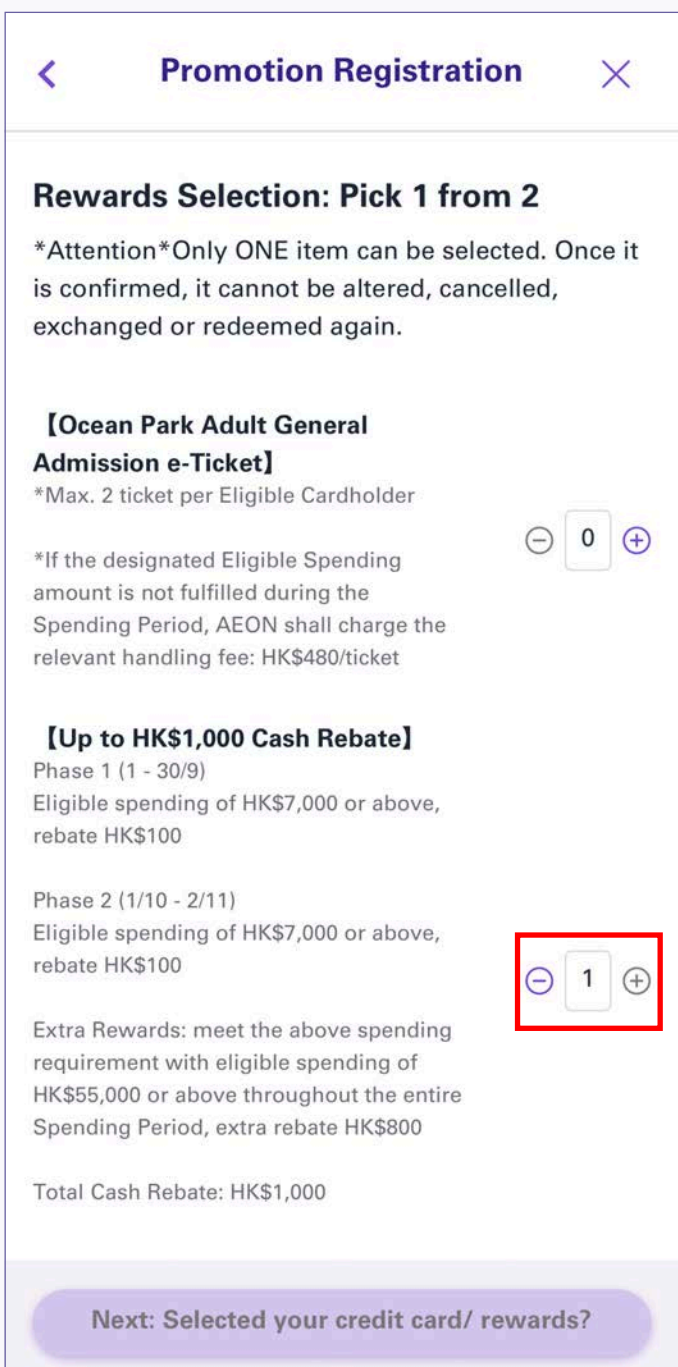 Promotion Registration
Rewards Selection: Pick 1 from 2
*Attention*Only ONE item can be selected. Once it
is confirmed, it cannot be altered, cancelled,
exchanged or redeemed again.
【Ocean Park Adult General
Admission e-Ticket】
*Max. 2 ticket per Eligible Cardholder
*If the designated Eligible Spending
amount is not fulfilled during the
Spending Period, AEON shall charge the
relevant handling fee: HK$480/ticket
0
【Up to HK$1,000 Cash Rebate】
Phase 1 (1 - 30/9)
Eligible spending of HK$7,000 or above,
rebate HK$100
Phase 2 (1/10 - 2/11)
Eligible spending of HK$7,000 or above,
rebate HK$100
1
Extra Rewards: meet the above spending
requirement with eligible spending of
HK$55,000 or above throughout the entire
Spending Period, extra rebate HK$800
Total Cash Rebate: HK$1,000
Next: Selected your credit card/ rewards?